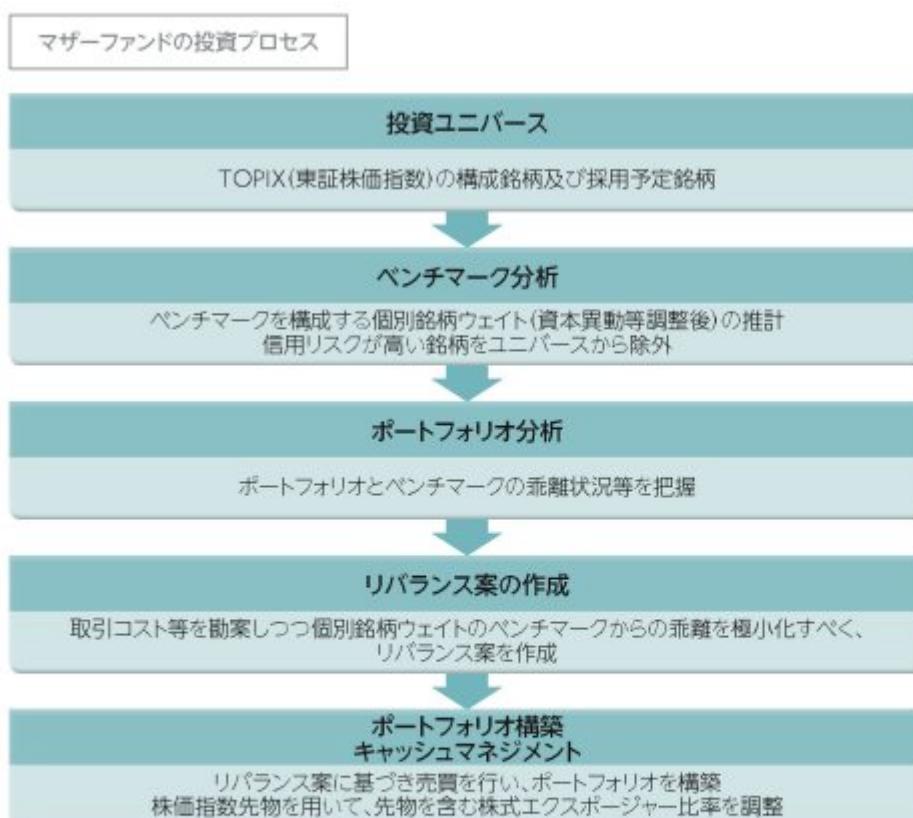 マザーファンドの投資プロセス
投資ユニバース
TOPIX(東証株価指数)の構成銘柄及び採用予定銘柄
ベンチマーク分析
ベンチマークを構成する個別銘柄ウェイト(資本異動等調整後)の推計
信用リスクが高い銘柄をユニバースから除外
ポートフォリオ分析
ポートフォリオとベンチマークの乖離状況等を把握
リバランス案の作成
取引コスト等を勘案しつつ個別銘柄ウェイトのベンチマークからの乖離を極小化すべく、
リバランス案を作成
ポートフォリオ構築
キャッシュマネジメント
リバランス案に基づき売買を行い、ポートフォリオを構築
株価指数先物を用いて、先物を含む株式エクスポージャー比率を調整